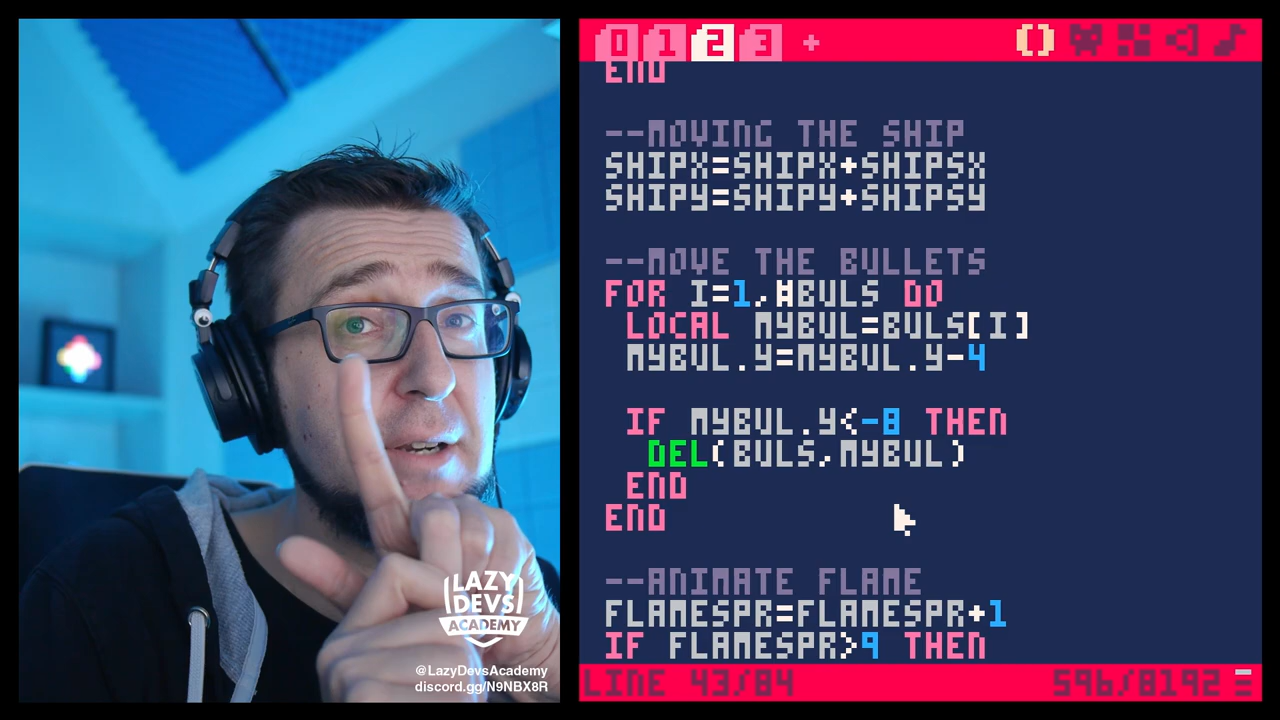 LAZY
DEVS
ACADEMY
@LazyDevsAcademy
discord.gg/N9NBX8R
0 1 2 3 +
END
--MOVING THE SHIP
SHIPX=SHIPX+SHIPSX
SHIPY=SHIPY+SHIPSY
--MOVE THE BULLETS
FOR I=1,#BULS DO
LOCAL MYBUL=BULS[I]
MYBUL.Y=MYBUL.Y-4
IF MYBUL.Y<-8 THEN
DEL(BULS,MYBUL)
END
END
--ANIMATE FLAME
FLAMESPR=FLAMESPR+1
IF FLAMESPR>9 THEN
LINE 43/84
596/8192